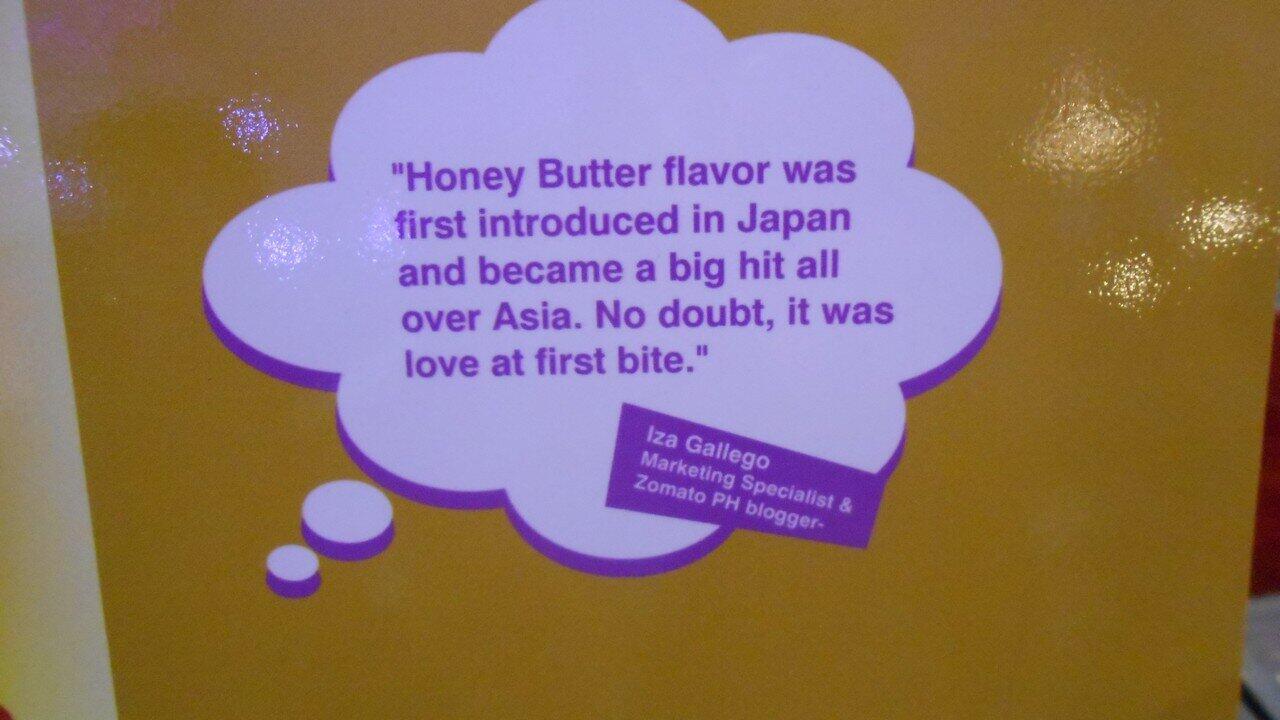 "Honey Butter flavor was
first introduced in Japan
and became a big hit all
over Asia. No doubt, it was
love at first bite."
Iza Gallego
Marketing Specialist &
Zomato PH blogger-